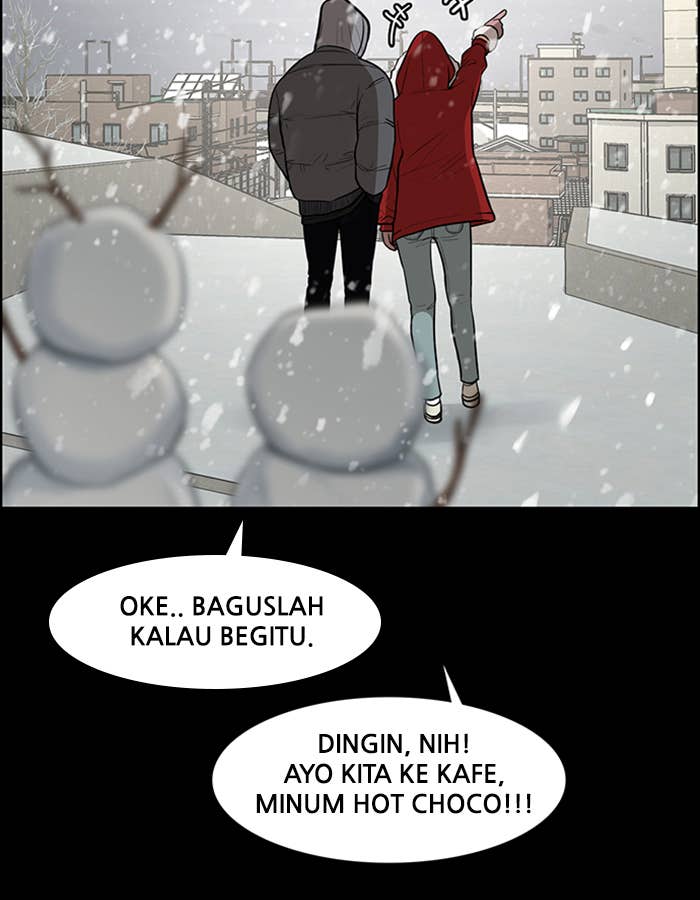 OKE.. BAGUSLAH
KALAU BEGITU.
DINGIN, NIH!
AYO KITA KE KAFE,
MINUM HOT CHOCO!!!